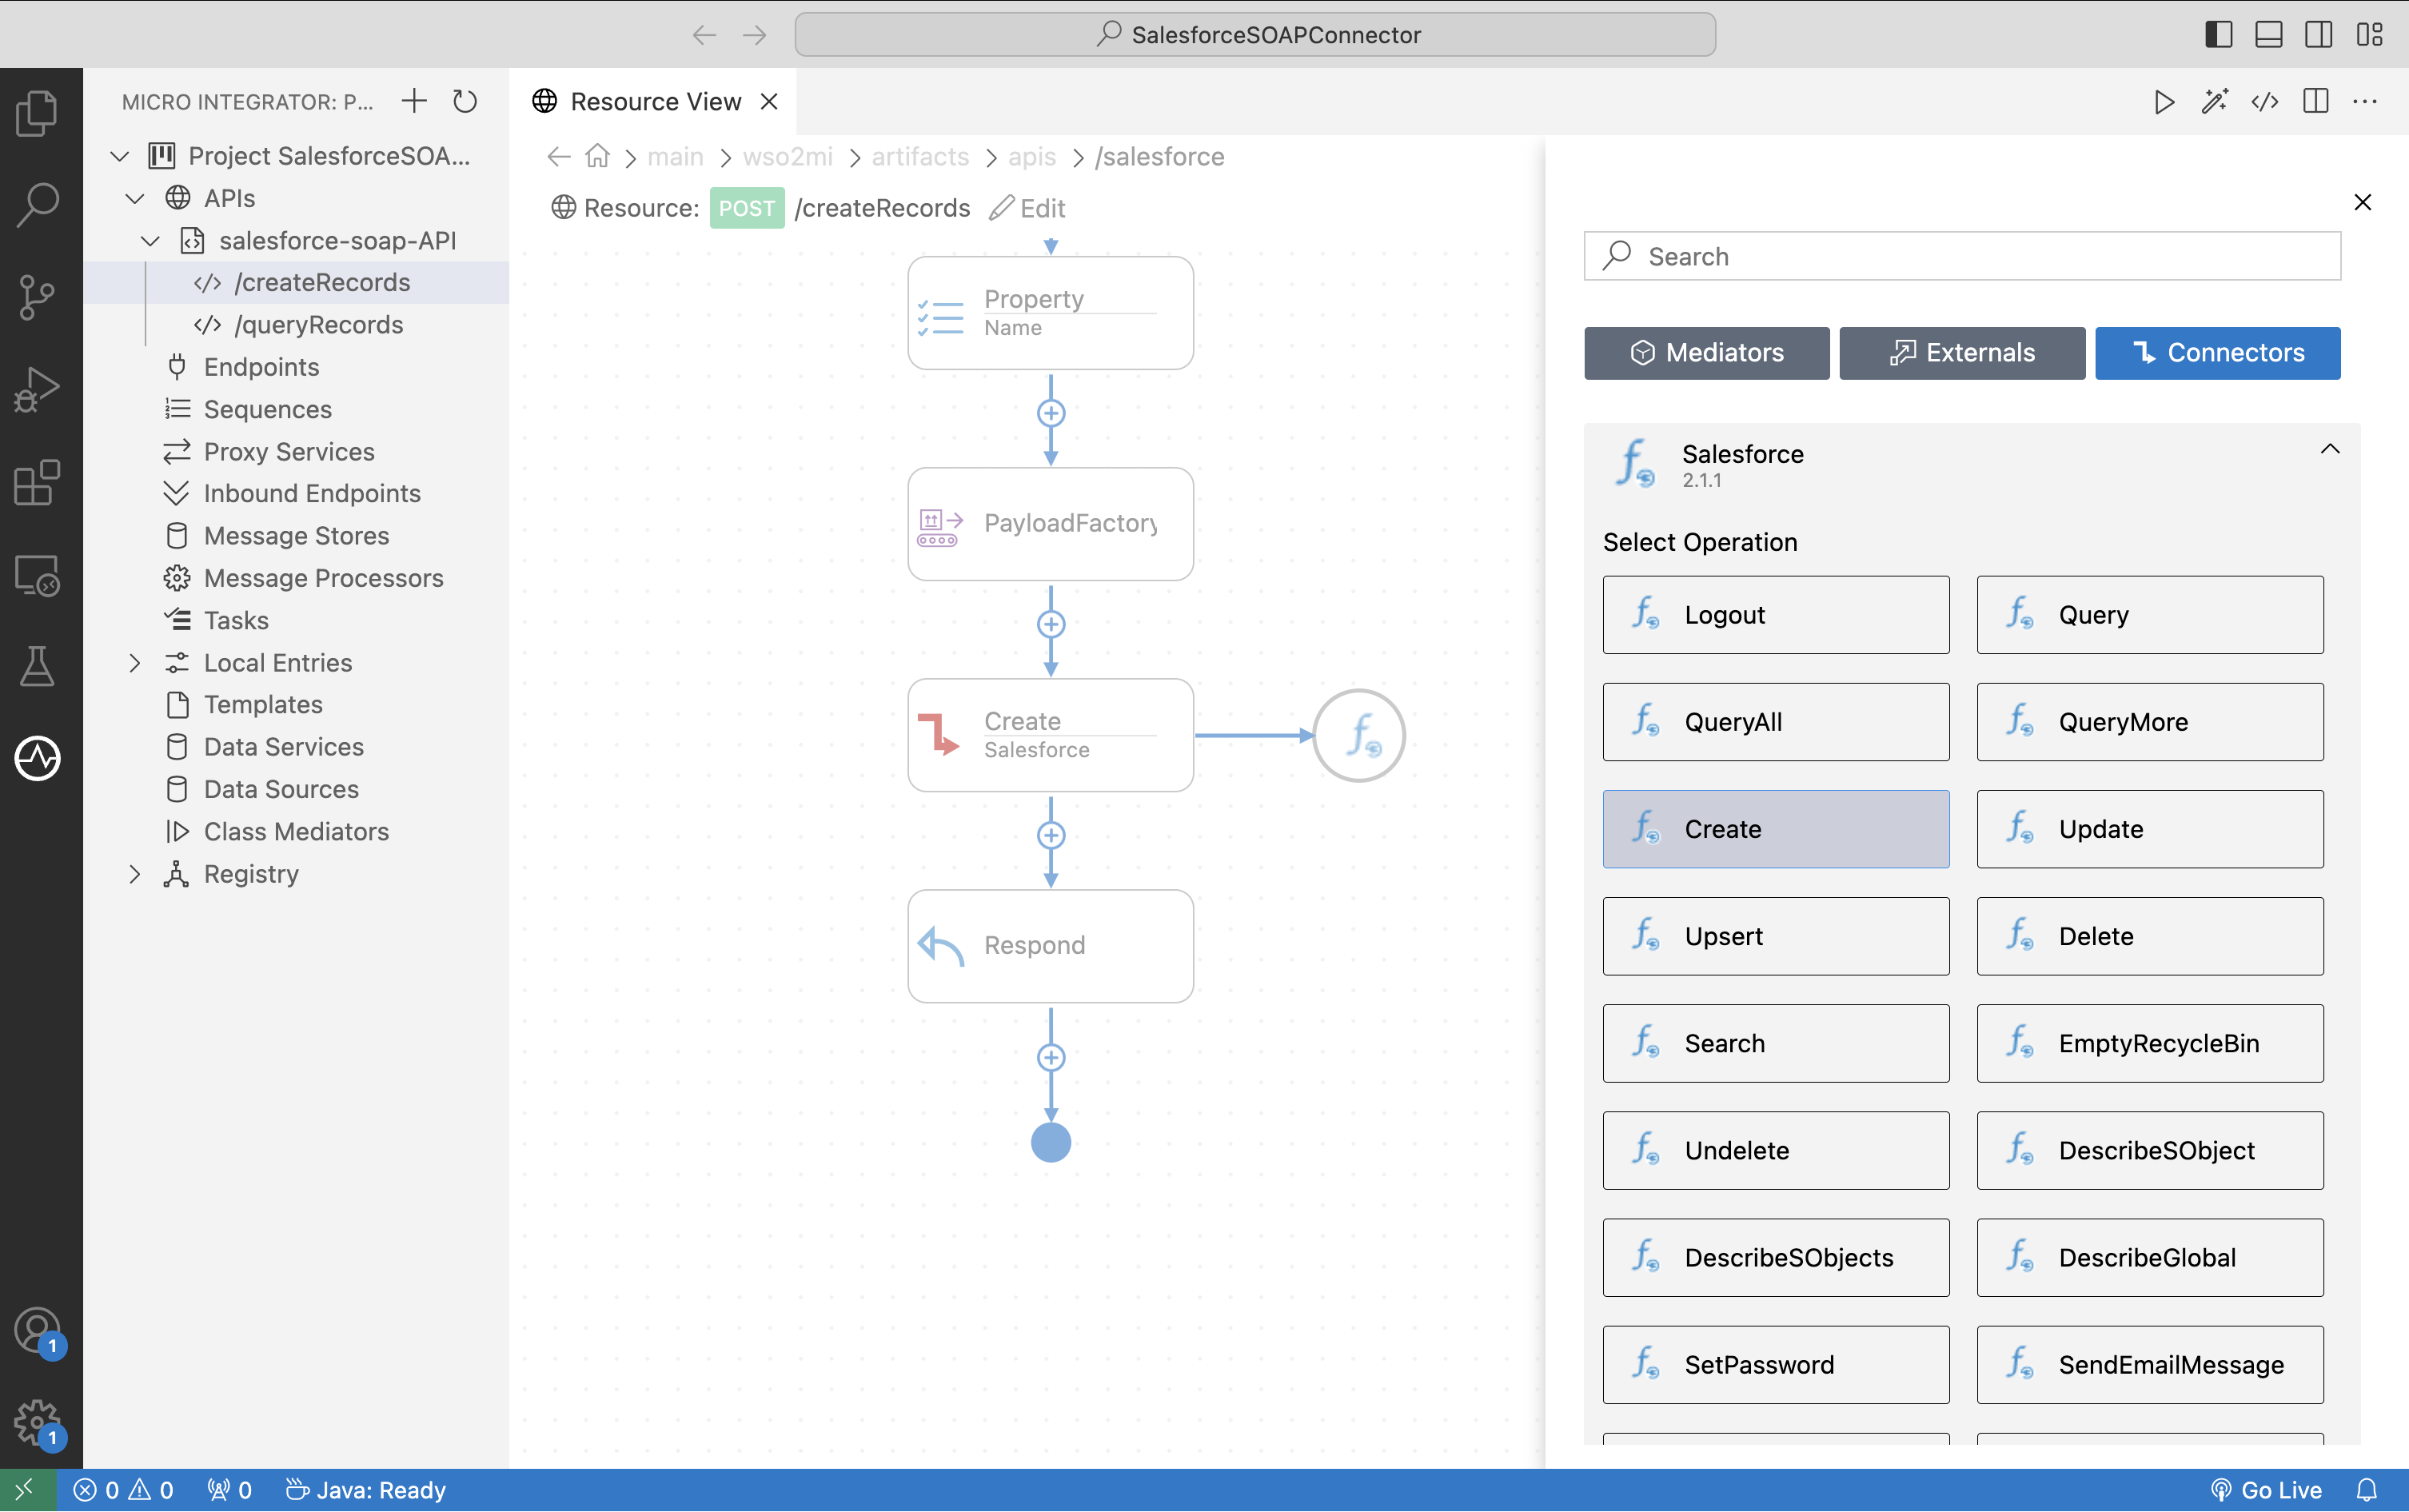 SalesforceSOAPConnector
MICRO INTEGRATOR: P...
Project SalesforceSOA...
APIs
salesforce-soap-API
/createRecords
/queryRecords
Endpoints
Sequences
Proxy Services
Inbound Endpoints
Message Stores
Message Processors
Tasks
Local Entries
Templates
Data Services
Data Sources
Class Mediators
Registry
1
1
Resource View
main > wso2mi > artifacts > apis > /salesforce
Resource: POST /createRecords Edit
Property
Name
PayloadFactory
Create
Salesforce
Respond
Search
Mediators Externals Connectors
Salesforce
2.1.1
Select Operation
Logout Query
QueryAll QueryMore
Create Update
Upsert Delete
Search EmptyRecycleBin
Undelete DescribeSObject
DescribeSObjects DescribeGlobal
SetPassword SendEmailMessage
0 0 0 Java: Ready Go Live